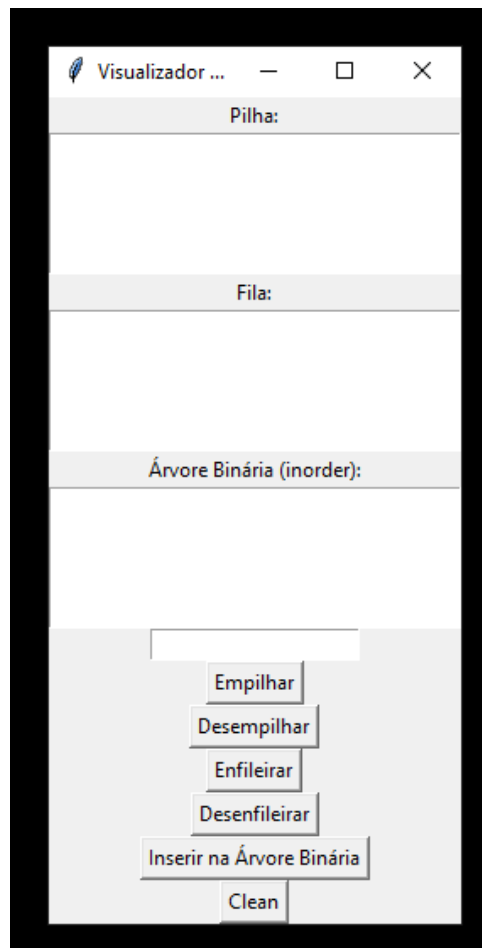 Visualizador ...
Pilha:
Fila:
Árvore Binária (inorder):
Empilhar
Desempilhar
Enfileirar
Desenfileirar
Inserir na Árvore Binária
Clean